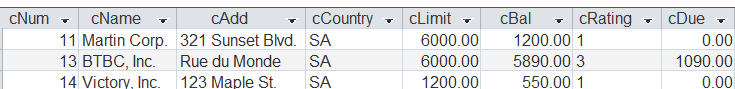 cNum cName cAdd cCountry cLimit cBal cRating cDue
11 Martin Corp. 321 Sunset Blvd. SA 6000.00 1200.00 1 0.00
13 BTBC, Inc. Rue du Monde SA 6000.00 5890.00 3 1090.00
14 Victory, Inc. 123 Maple St. SA 1200.00 550.00 1 0.00